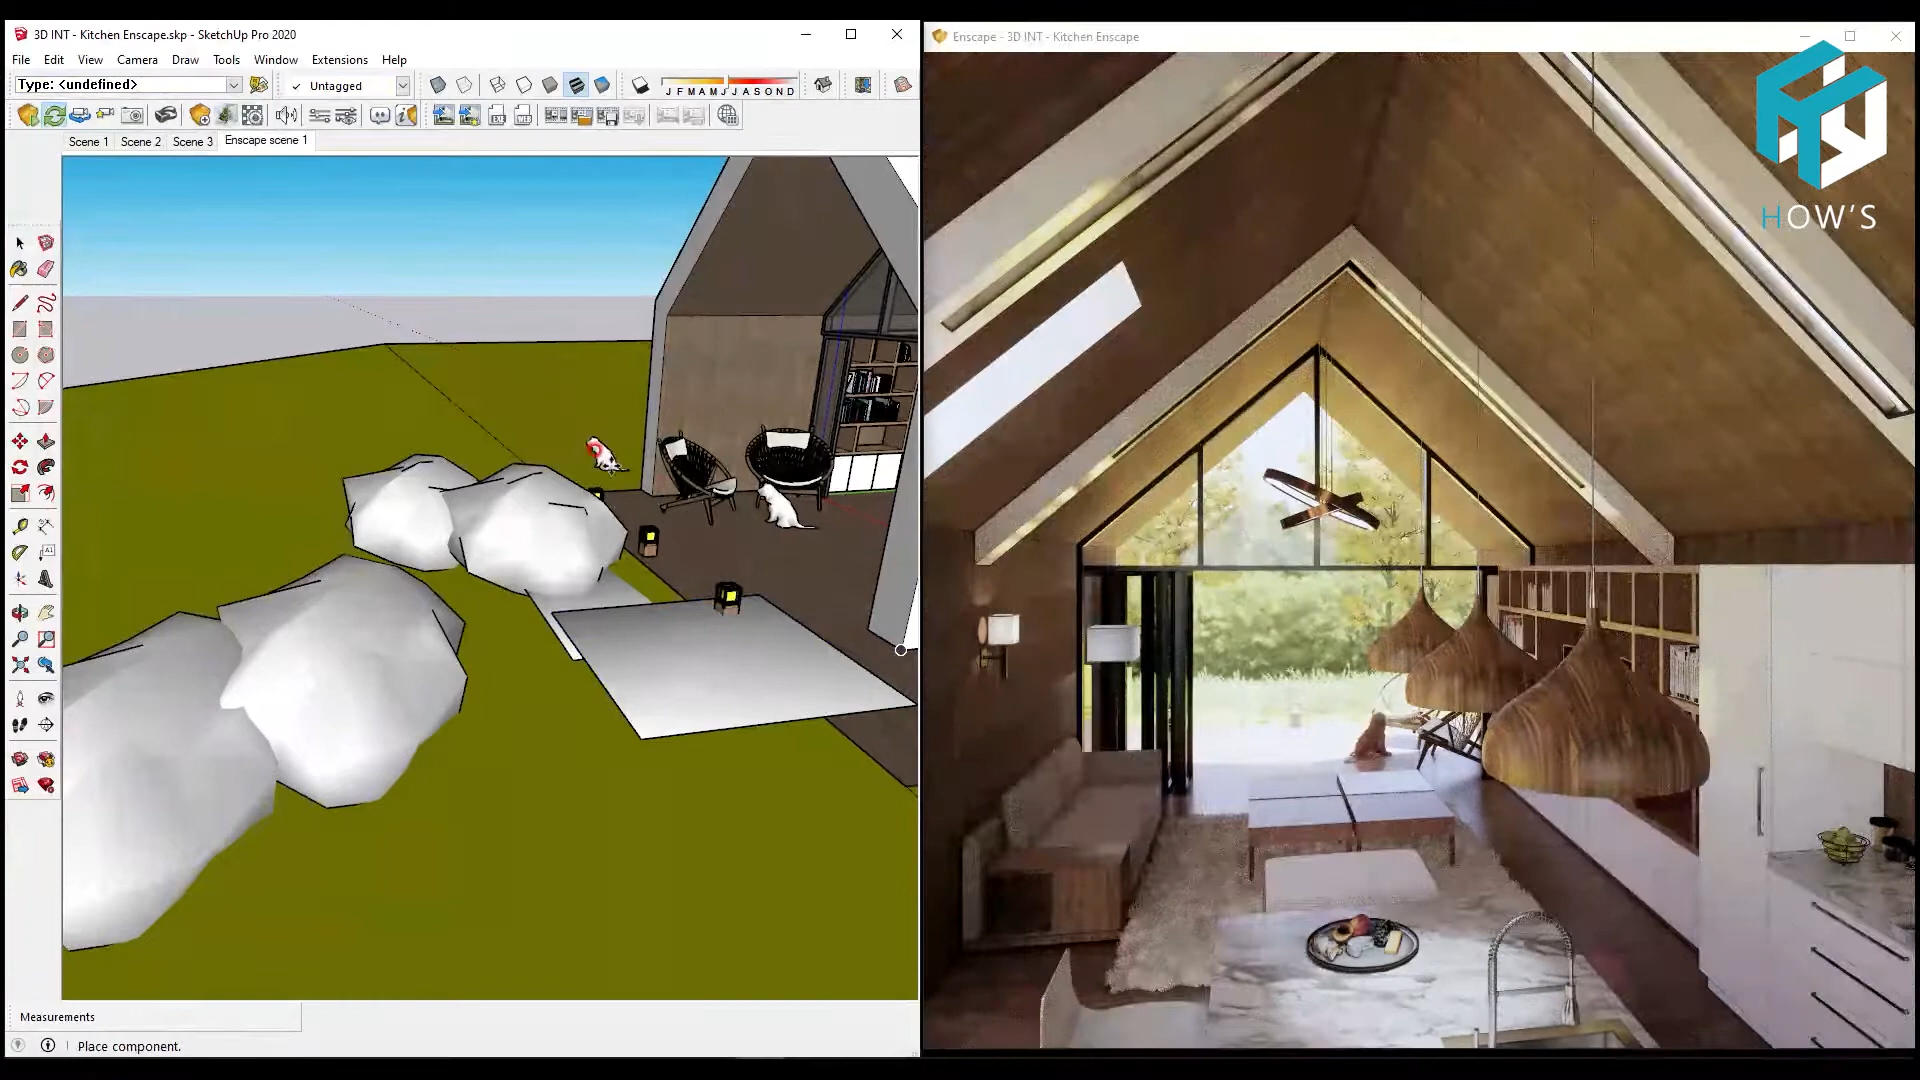 3D INT - Kitchen Enscape.skp - SketchUp Pro 2020
File Edit View Camera Draw Tools Window Extensions Help
Type: <undefined>
Untagged
J F M A M J J A S O N D
Scene 1 Scene 2 Scene 3 Enscape scene 1
A1
Measurements
Place component.
Enscape - 3D INT - Kitchen Enscape
HOW'S